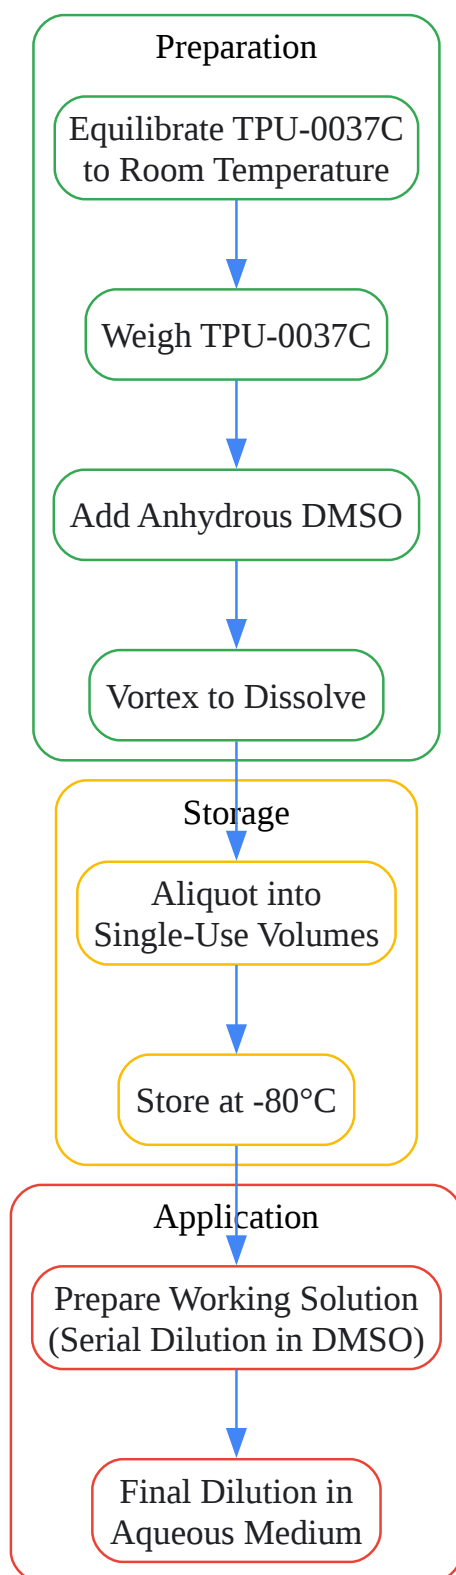 Preparation
Equilibrate TPU-0037C
to Room Temperature
Weigh TPU-0037C
Add Anhydrous DMSO
Vortex to Dissolve
Storage
Aliquot into
Single-Use Volumes
Store at -80°C
Application
Prepare Working Solution
(Serial Dilution in DMSO)
Final Dilution in
Aqueous Medium